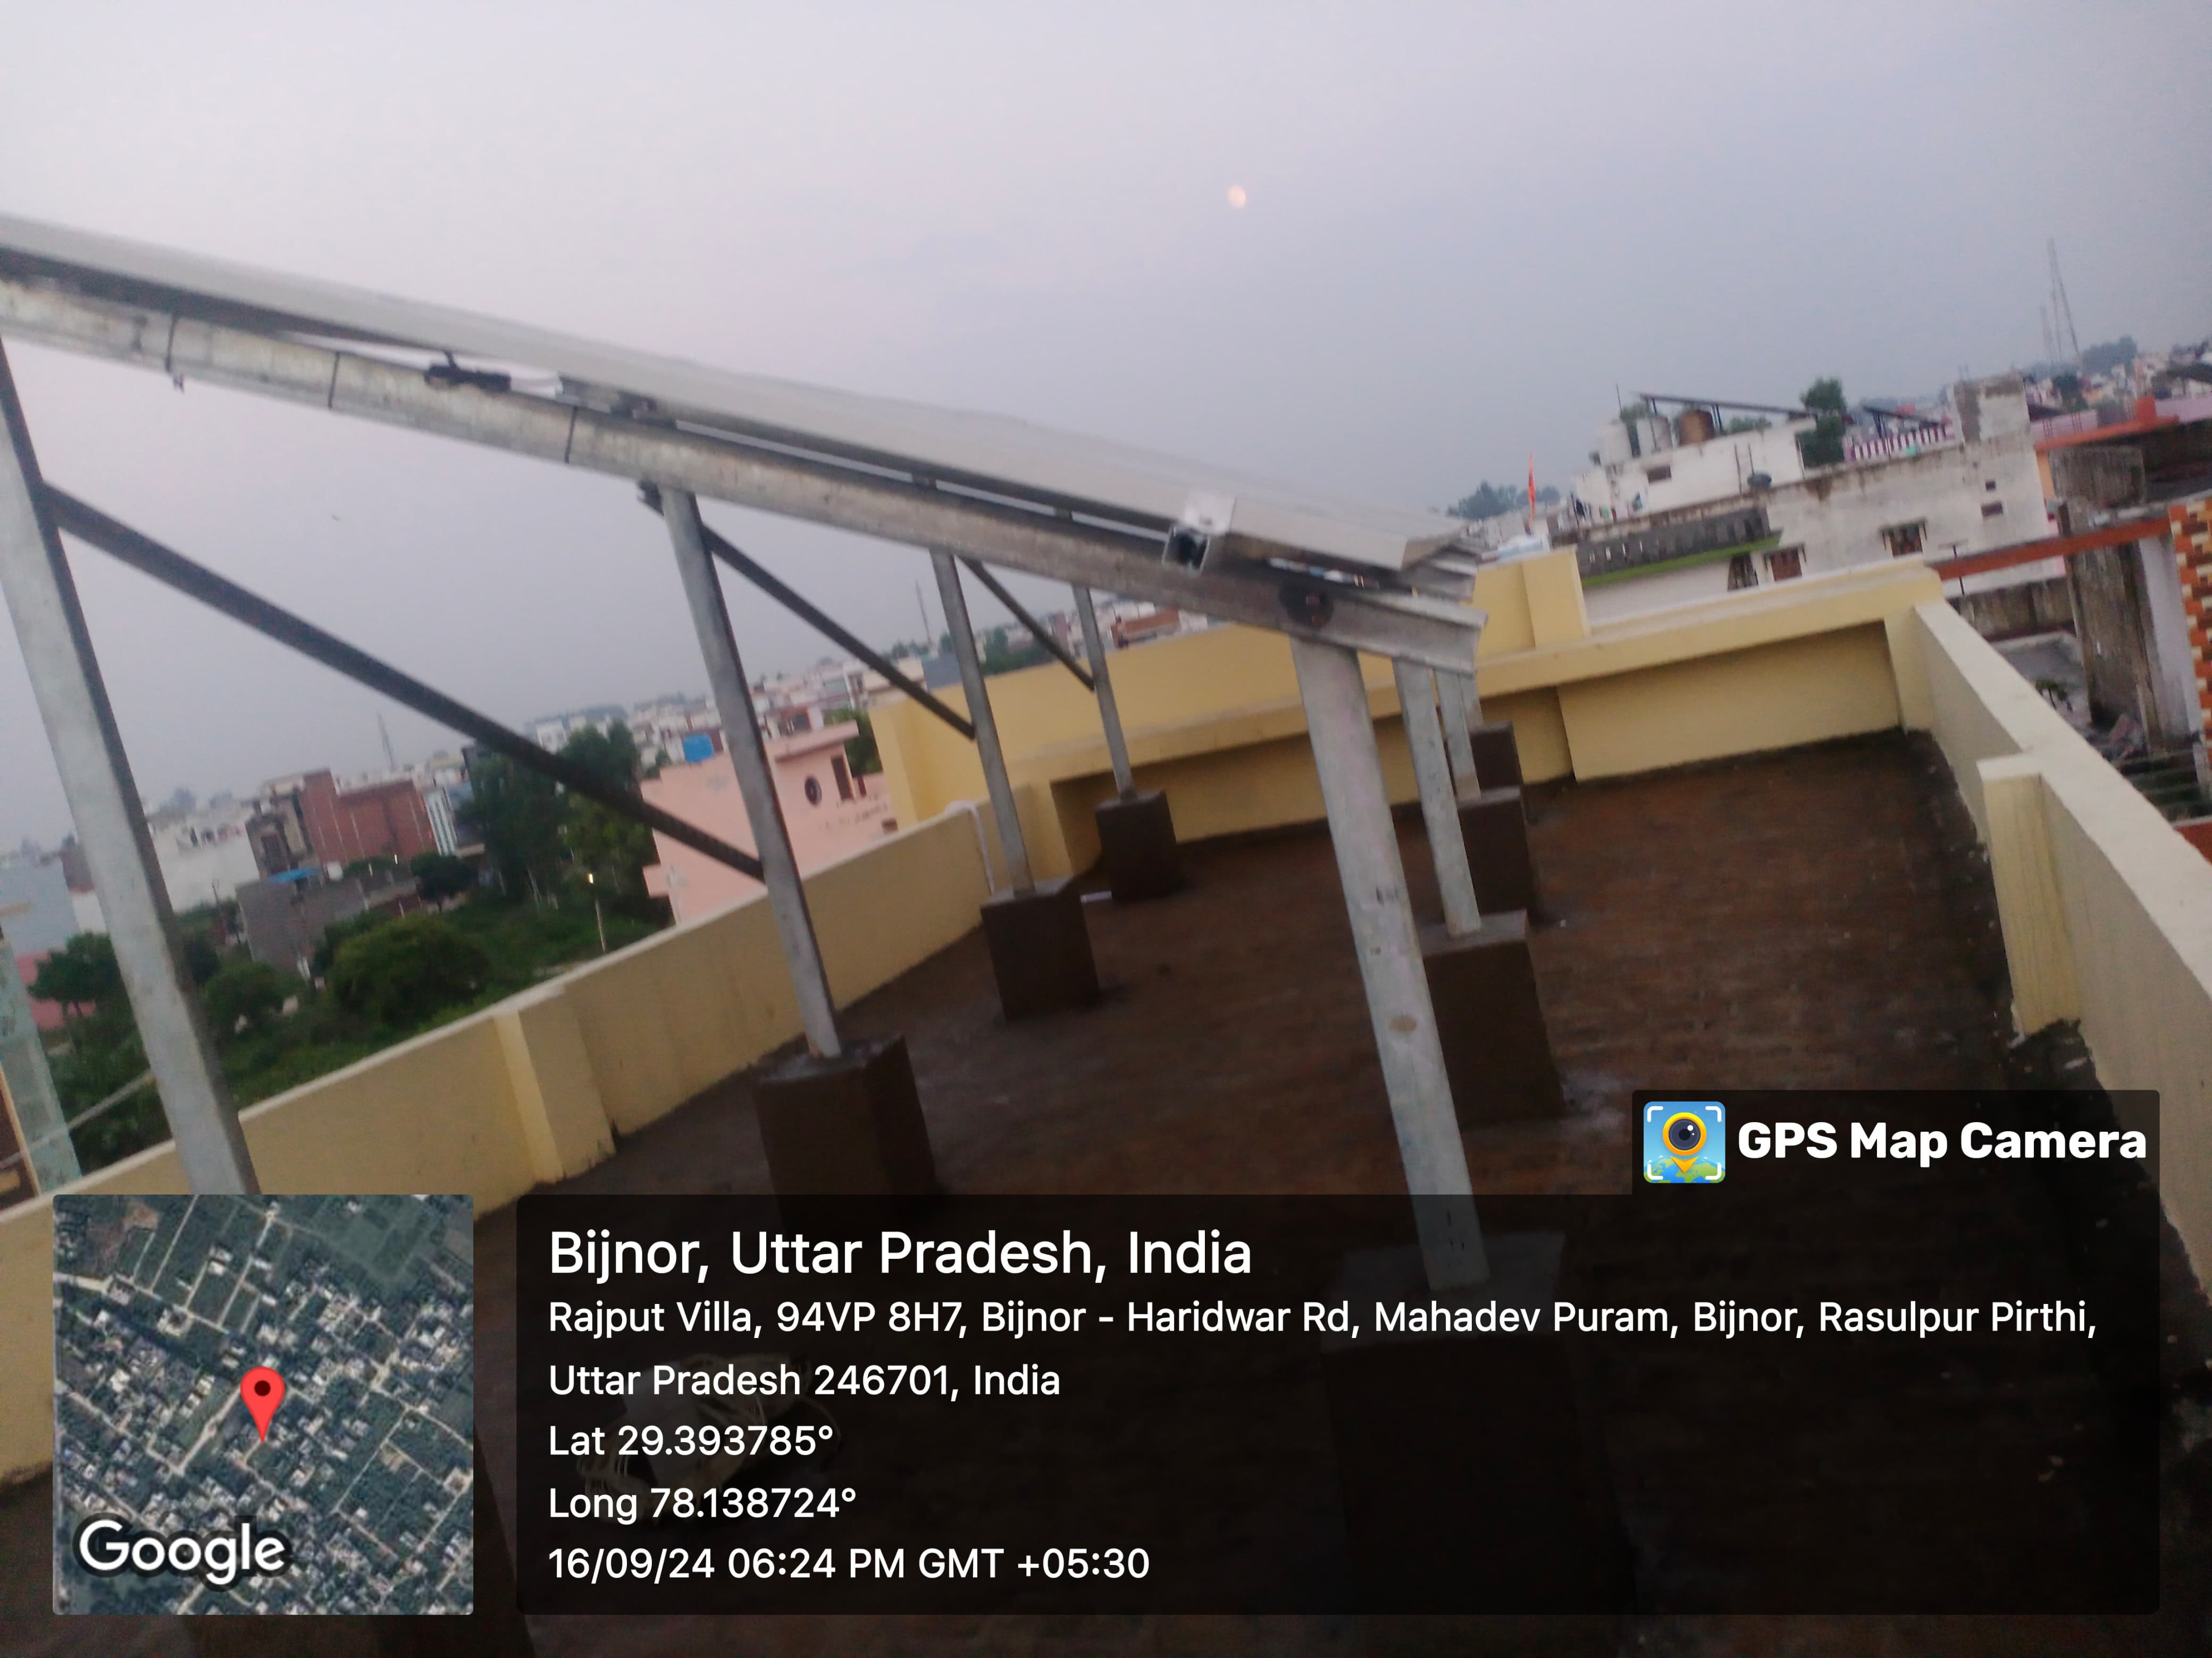 GPS Map Camera
Bijnor, Uttar Pradesh, India
Rajput Villa, 94VP 8H7, Bijnor - Haridwar Rd, Mahadev Puram, Bijnor, Rasulpur Pirthi,
Uttar Pradesh 246701, India
Lat 29.393785°
Long 78.138724°
16/09/24 06:24 PM GMT +05:30
Google